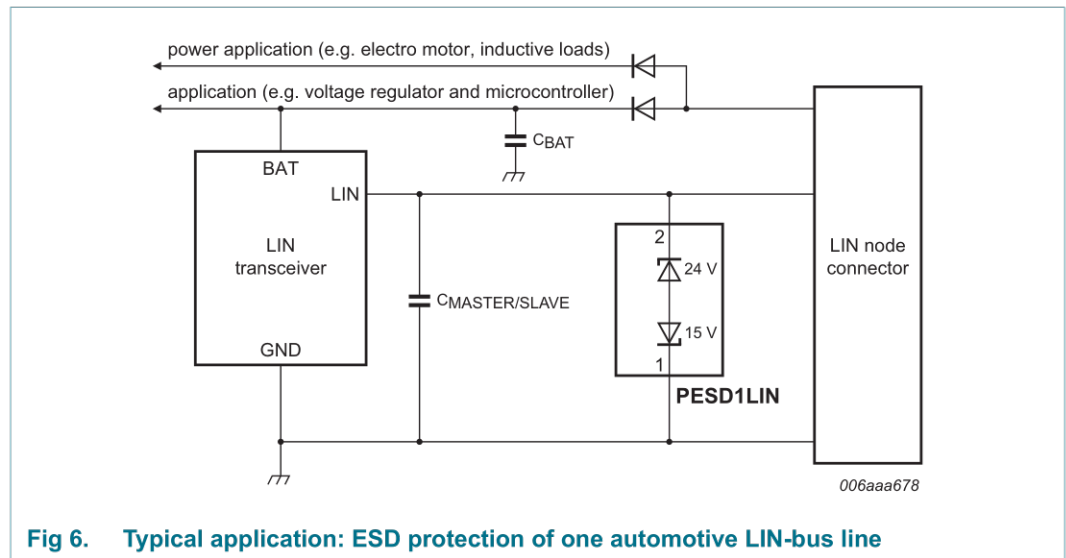 power application (e.g. electro motor, inductive loads)
application (e.g. voltage regulator and microcontroller)
CBAT
BAT
LIN
LIN
transceiver
GND
CMASTER/SLAVE
2
24 V
15 V
1
PESD1LIN
LIN node
connector
006aaa678
Fig 6. Typical application: ESD protection of one automotive LIN-bus line